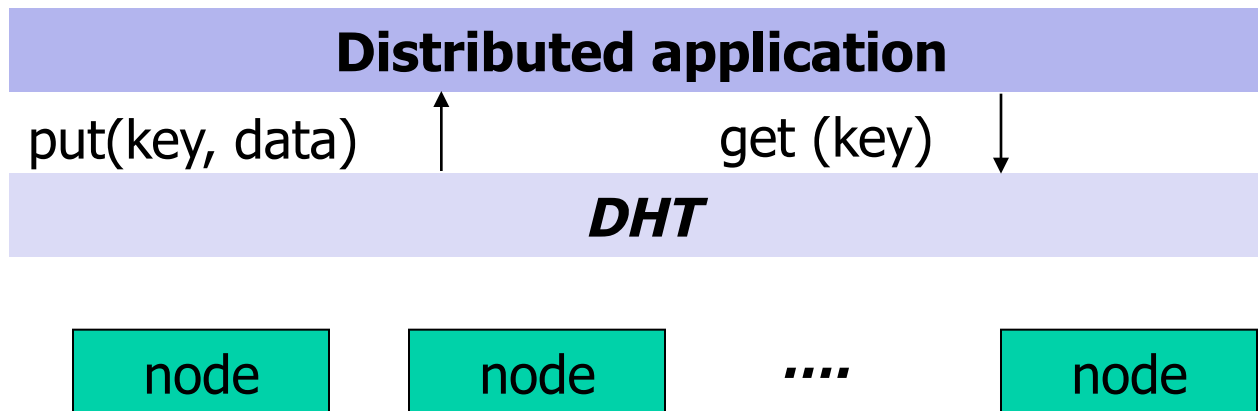 Distributed application
put(key, data) get (key)
DHT
node node .... node